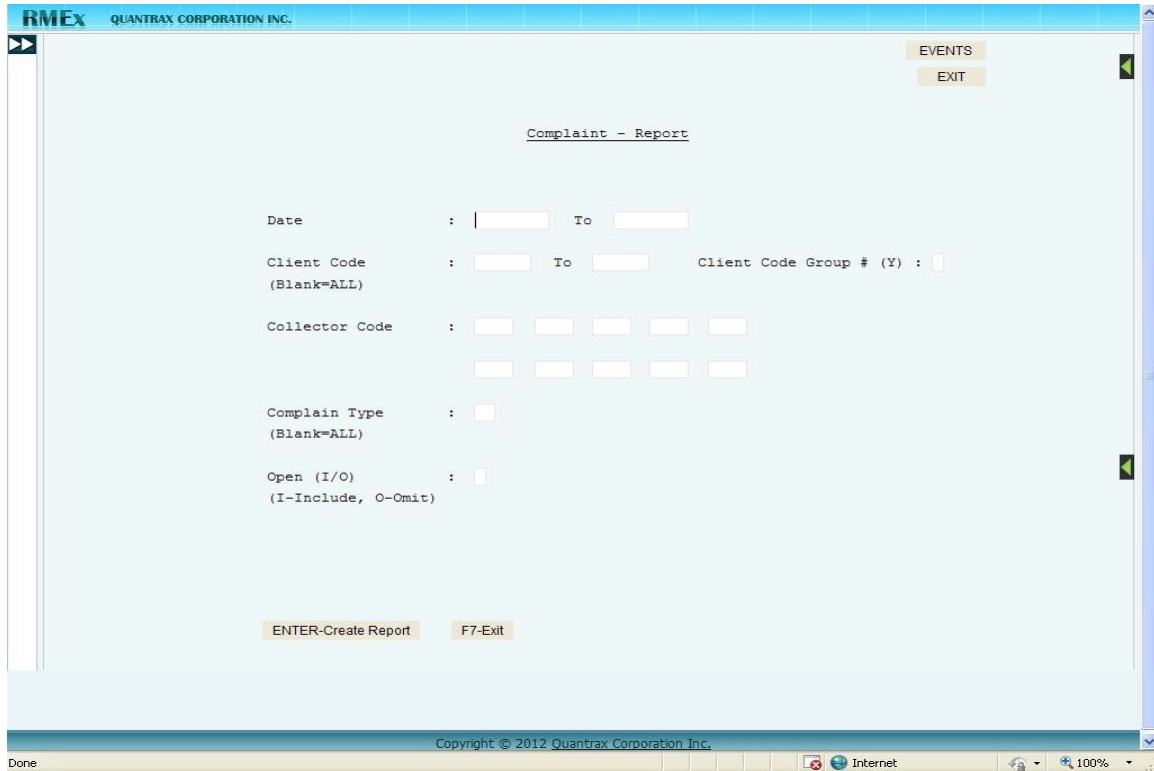 RMEx QUANTRAX CORPORATION INC.
EVENTS
EXIT
Complaint - Report
Date : To
Client Code : To Client Code Group # (Y) :
(Blank=ALL)
Collector Code :
Complain Type :
(Blank=ALL)
Open (I/O) :
(I-Include, O-Omit)
ENTER-Create Report F7-Exit
Copyright © 2012 Quantrax Corporation Inc.
Done Internet 100%